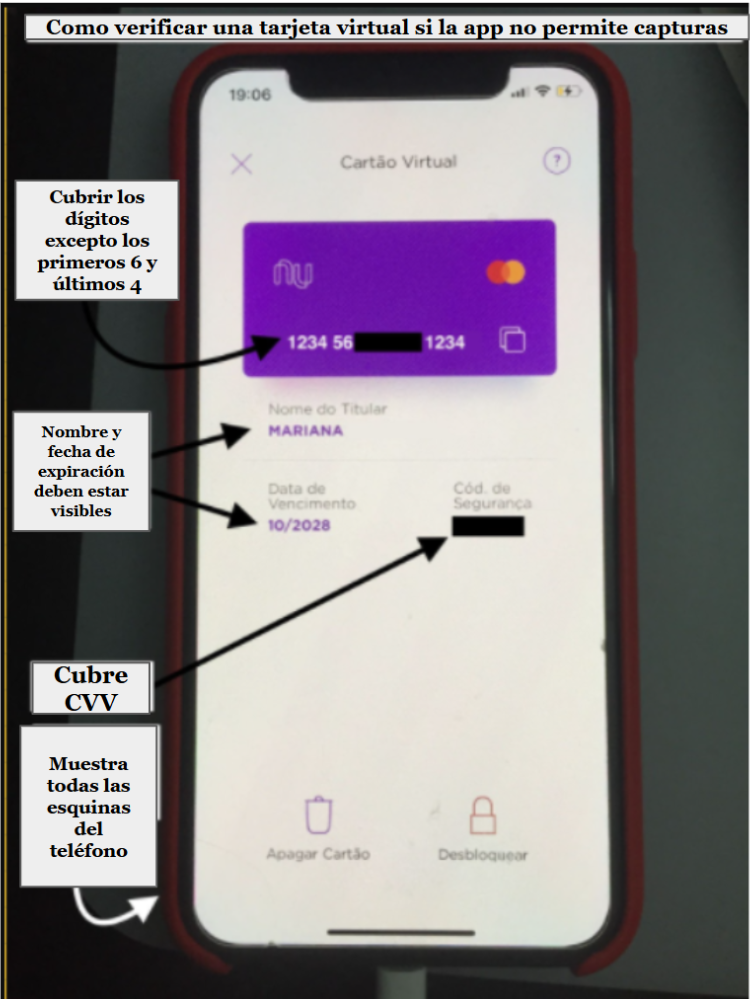 Como verificar una tarjeta virtual si la app no permite capturas
19:06
Cartão Virtual
?
Cubrir los
dígitos
excepto los
primeros 6 y
últimos 4
nu
1234 56
1234
Nome do Titular
MARIANA
Nombre y
fecha de
expiración
deben estar
visibles
Data de
Vencimento
10/2028
Cód. de
Segurança
Cubre
CVV
Muestra
todas las
esquinas
del
teléfono
Apagar Cartão
Desbloquear